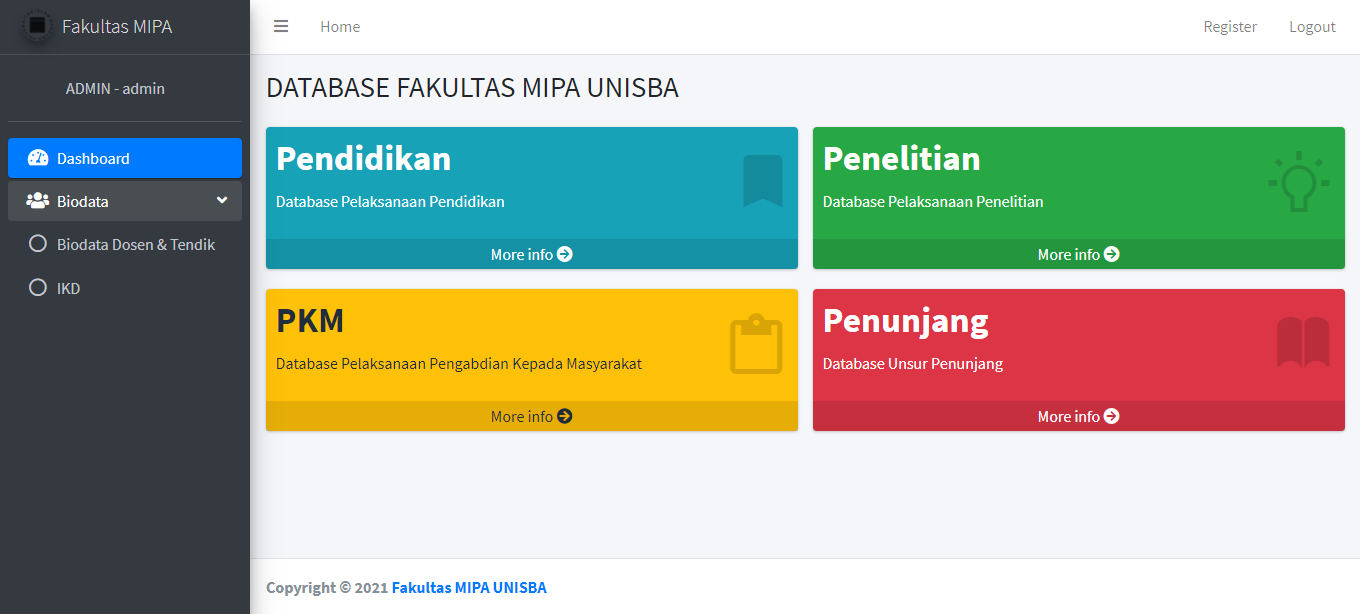 Fakultas MIPA
Home
Register
Logout
ADMIN - admin
Dashboard
Biodata
Biodata Dosen & Tendik
IKD
DATABASE FAKULTAS MIPA UNISBA
Pendidikan
Database Pelaksanaan Pendidikan
More info
Penelitian
Database Pelaksanaan Penelitian
More info
PKM
Database Pelaksanaan Pengabdian Kepada Masyarakat
More info
Penunjang
Database Unsur Penunjang
More info
Copyright © 2021 Fakultas MIPA UNISBA